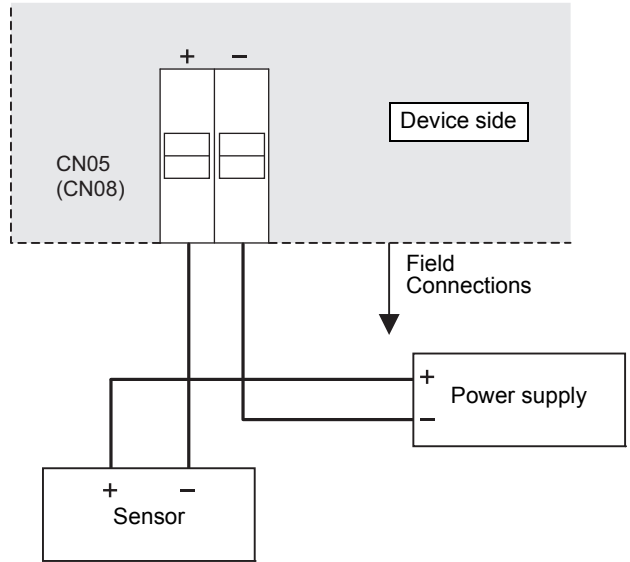 + −
Device side
CN05
(CN08)
Field
Connections
+
Power supply
−
+ −
Sensor